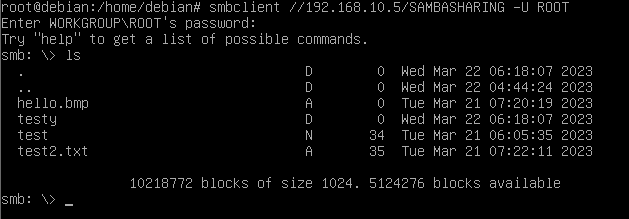 root@debian:/home/debian# smbclient //192.168.10.5/SAMBASHARING -U ROOT
Enter WORKGROUP\ROOT's password:
Try "help" to get a list of possible commands.
smb: \> ls
. D 0 Wed Mar 22 06:18:07 2023
.. D 0 Wed Mar 22 04:44:24 2023
hello.bmp A 0 Tue Mar 21 07:20:19 2023
testy D 0 Wed Mar 22 06:18:07 2023
test N 34 Tue Mar 21 06:05:35 2023
test2.txt A 35 Tue Mar 21 07:22:11 2023
10218772 blocks of size 1024. 5124276 blocks available
smb: \> _